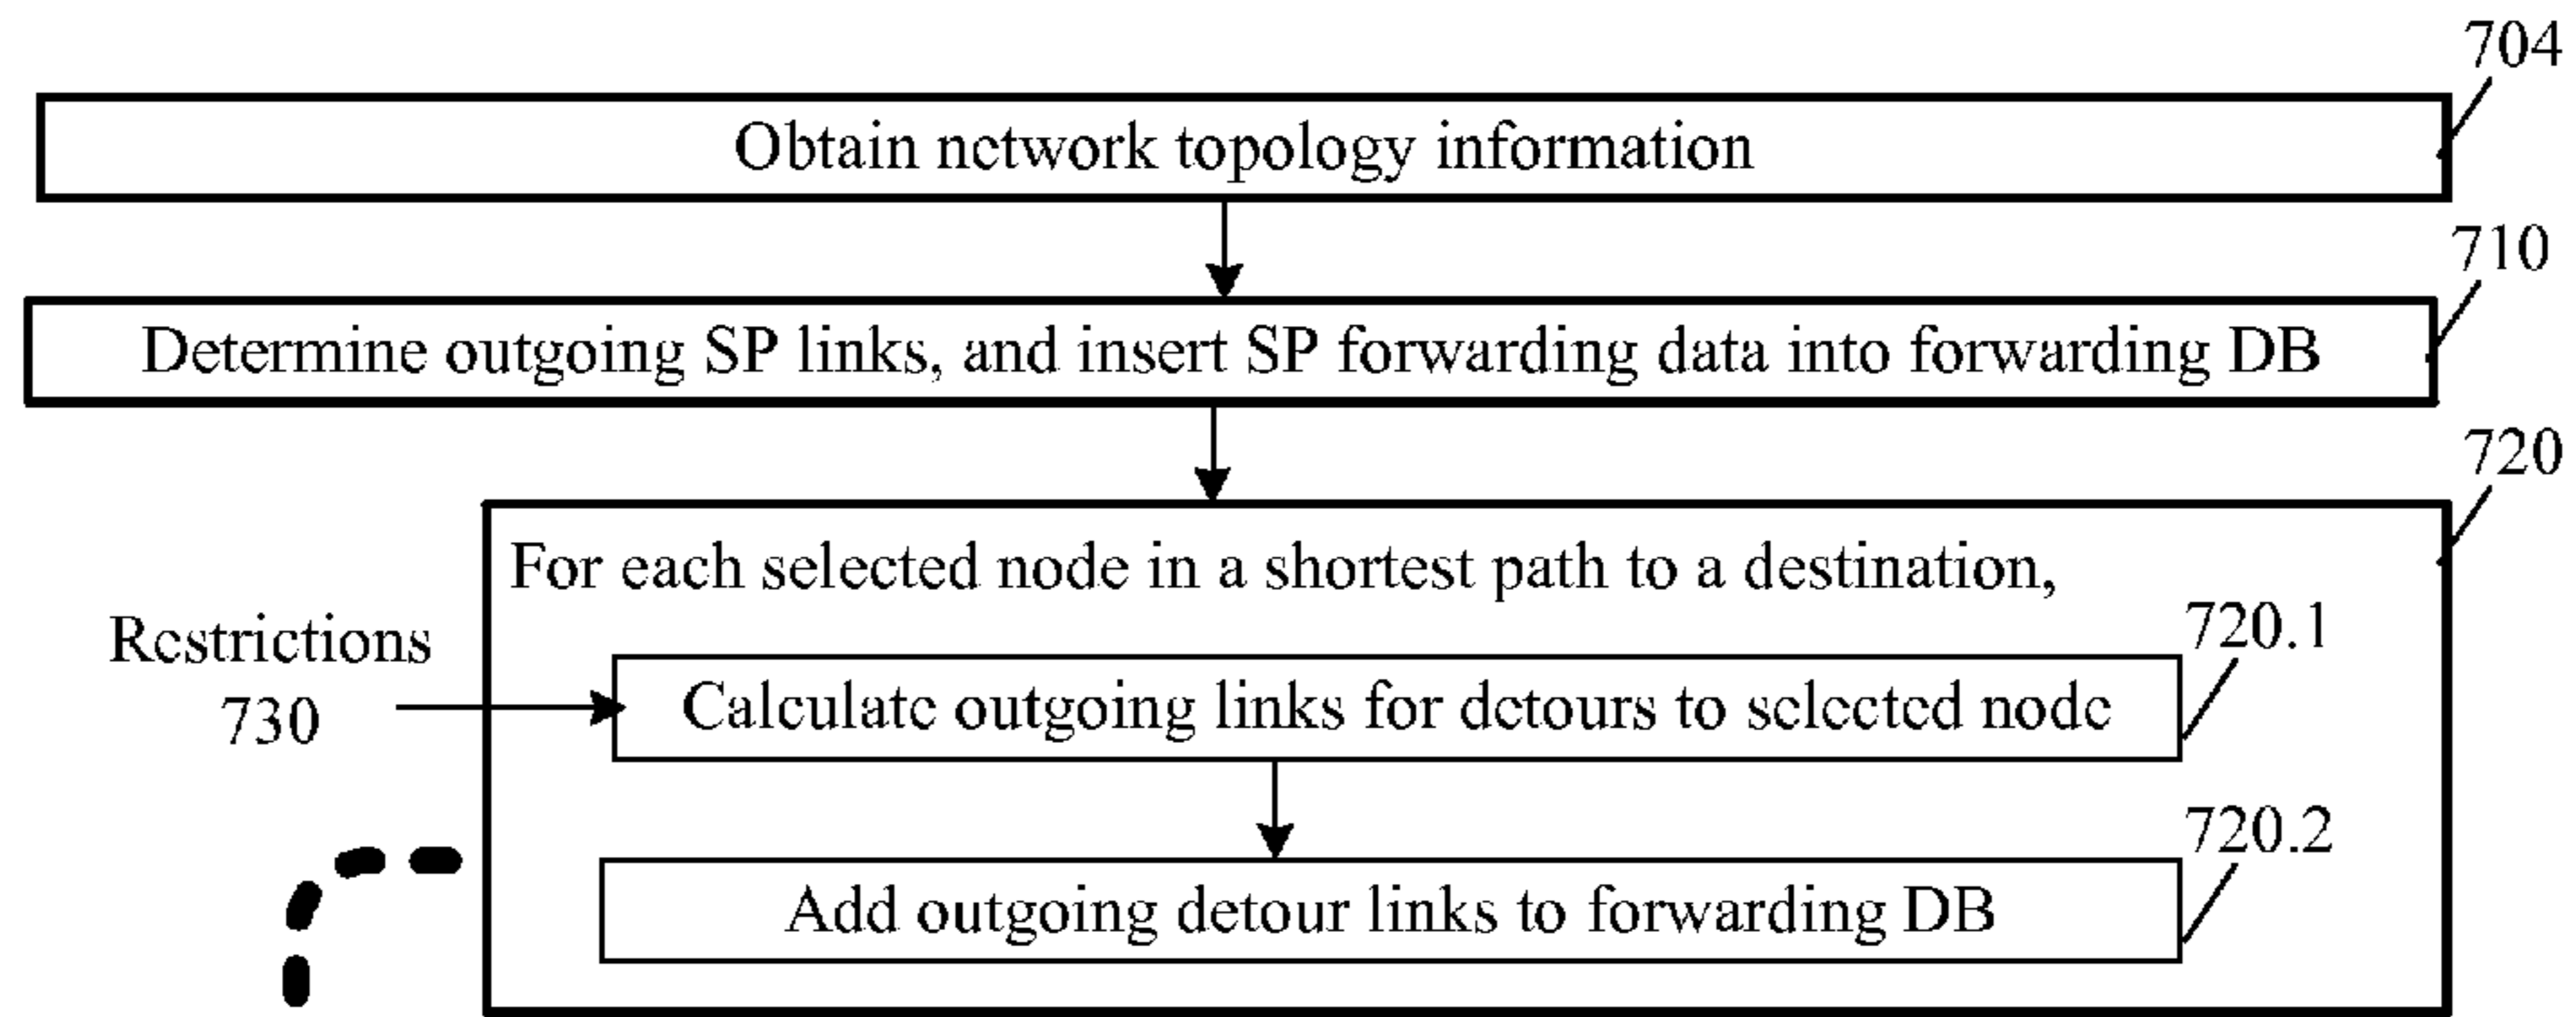 704
Obtain network topology information
710
Determine outgoing SP links, and insert SP forwarding data into forwarding DB
720
For each selected node in a shortest path to a destination,
720.1
Restrictions
730
Calculate outgoing links for detours to selected node
720.2
Add outgoing detour links to forwarding DB